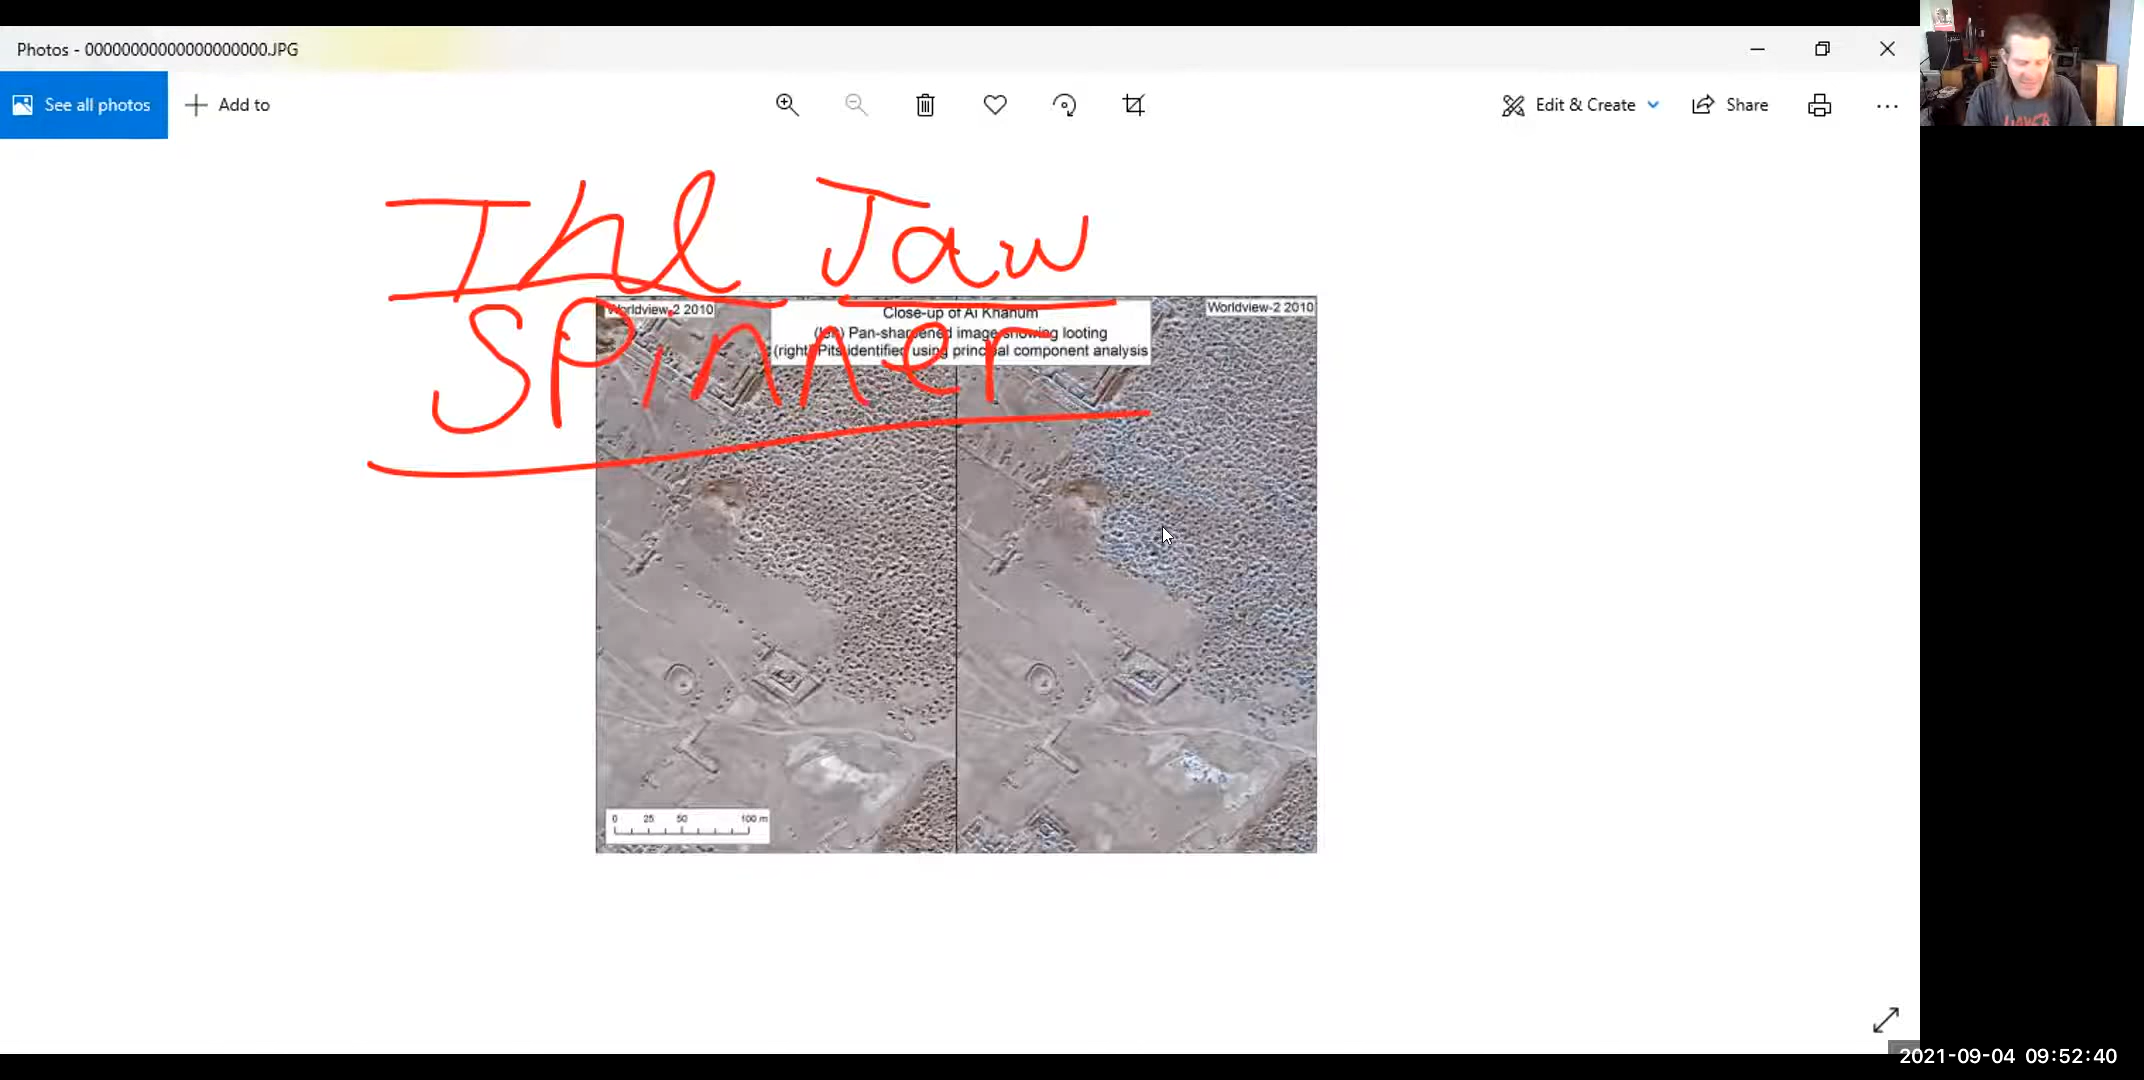 Photos - 00000000000000000000.JPG
See all photos
Add to
Edit & Create
Share
The Jaw
SPinner
Worldview-2 2010
Close-up of Ai Khanum
(left) Pan-sharpened image showing looting
(right) Pits identified using principal component analysis
Worldview-2 2010
0 25 50 100 m
2021-09-04 09:52:40